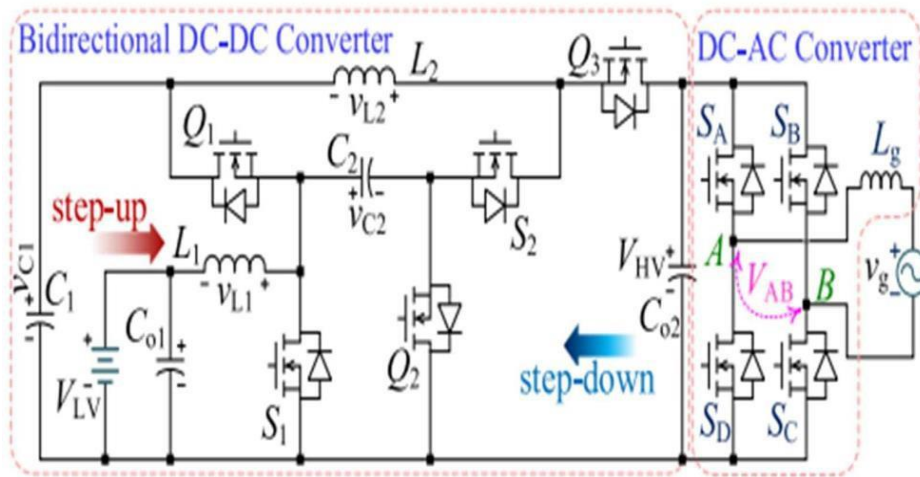 Bidirectional DC-DC Converter
DC-AC Converter
Q3
L2
- vL2 +
Q1
C2
+ -
vC2
S2
SA
SB
Lg
step-up
L1
- vL1 +
vC1
C1
+
-
Co1
+
-
VLV
+
-
S1
Q2
step-down
VHV
+
-
Co2
A
VAB
B
vg
+
-
SD
SC